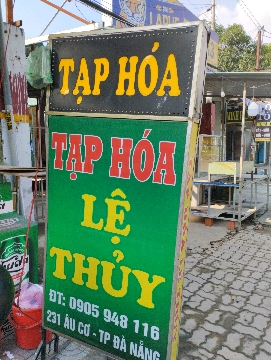 TẠP HÓA
TẠP HÓA
LỆ
THỦY
ĐT: 0905 948 116
231 ÂU CƠ - TP ĐÀ NẴNG